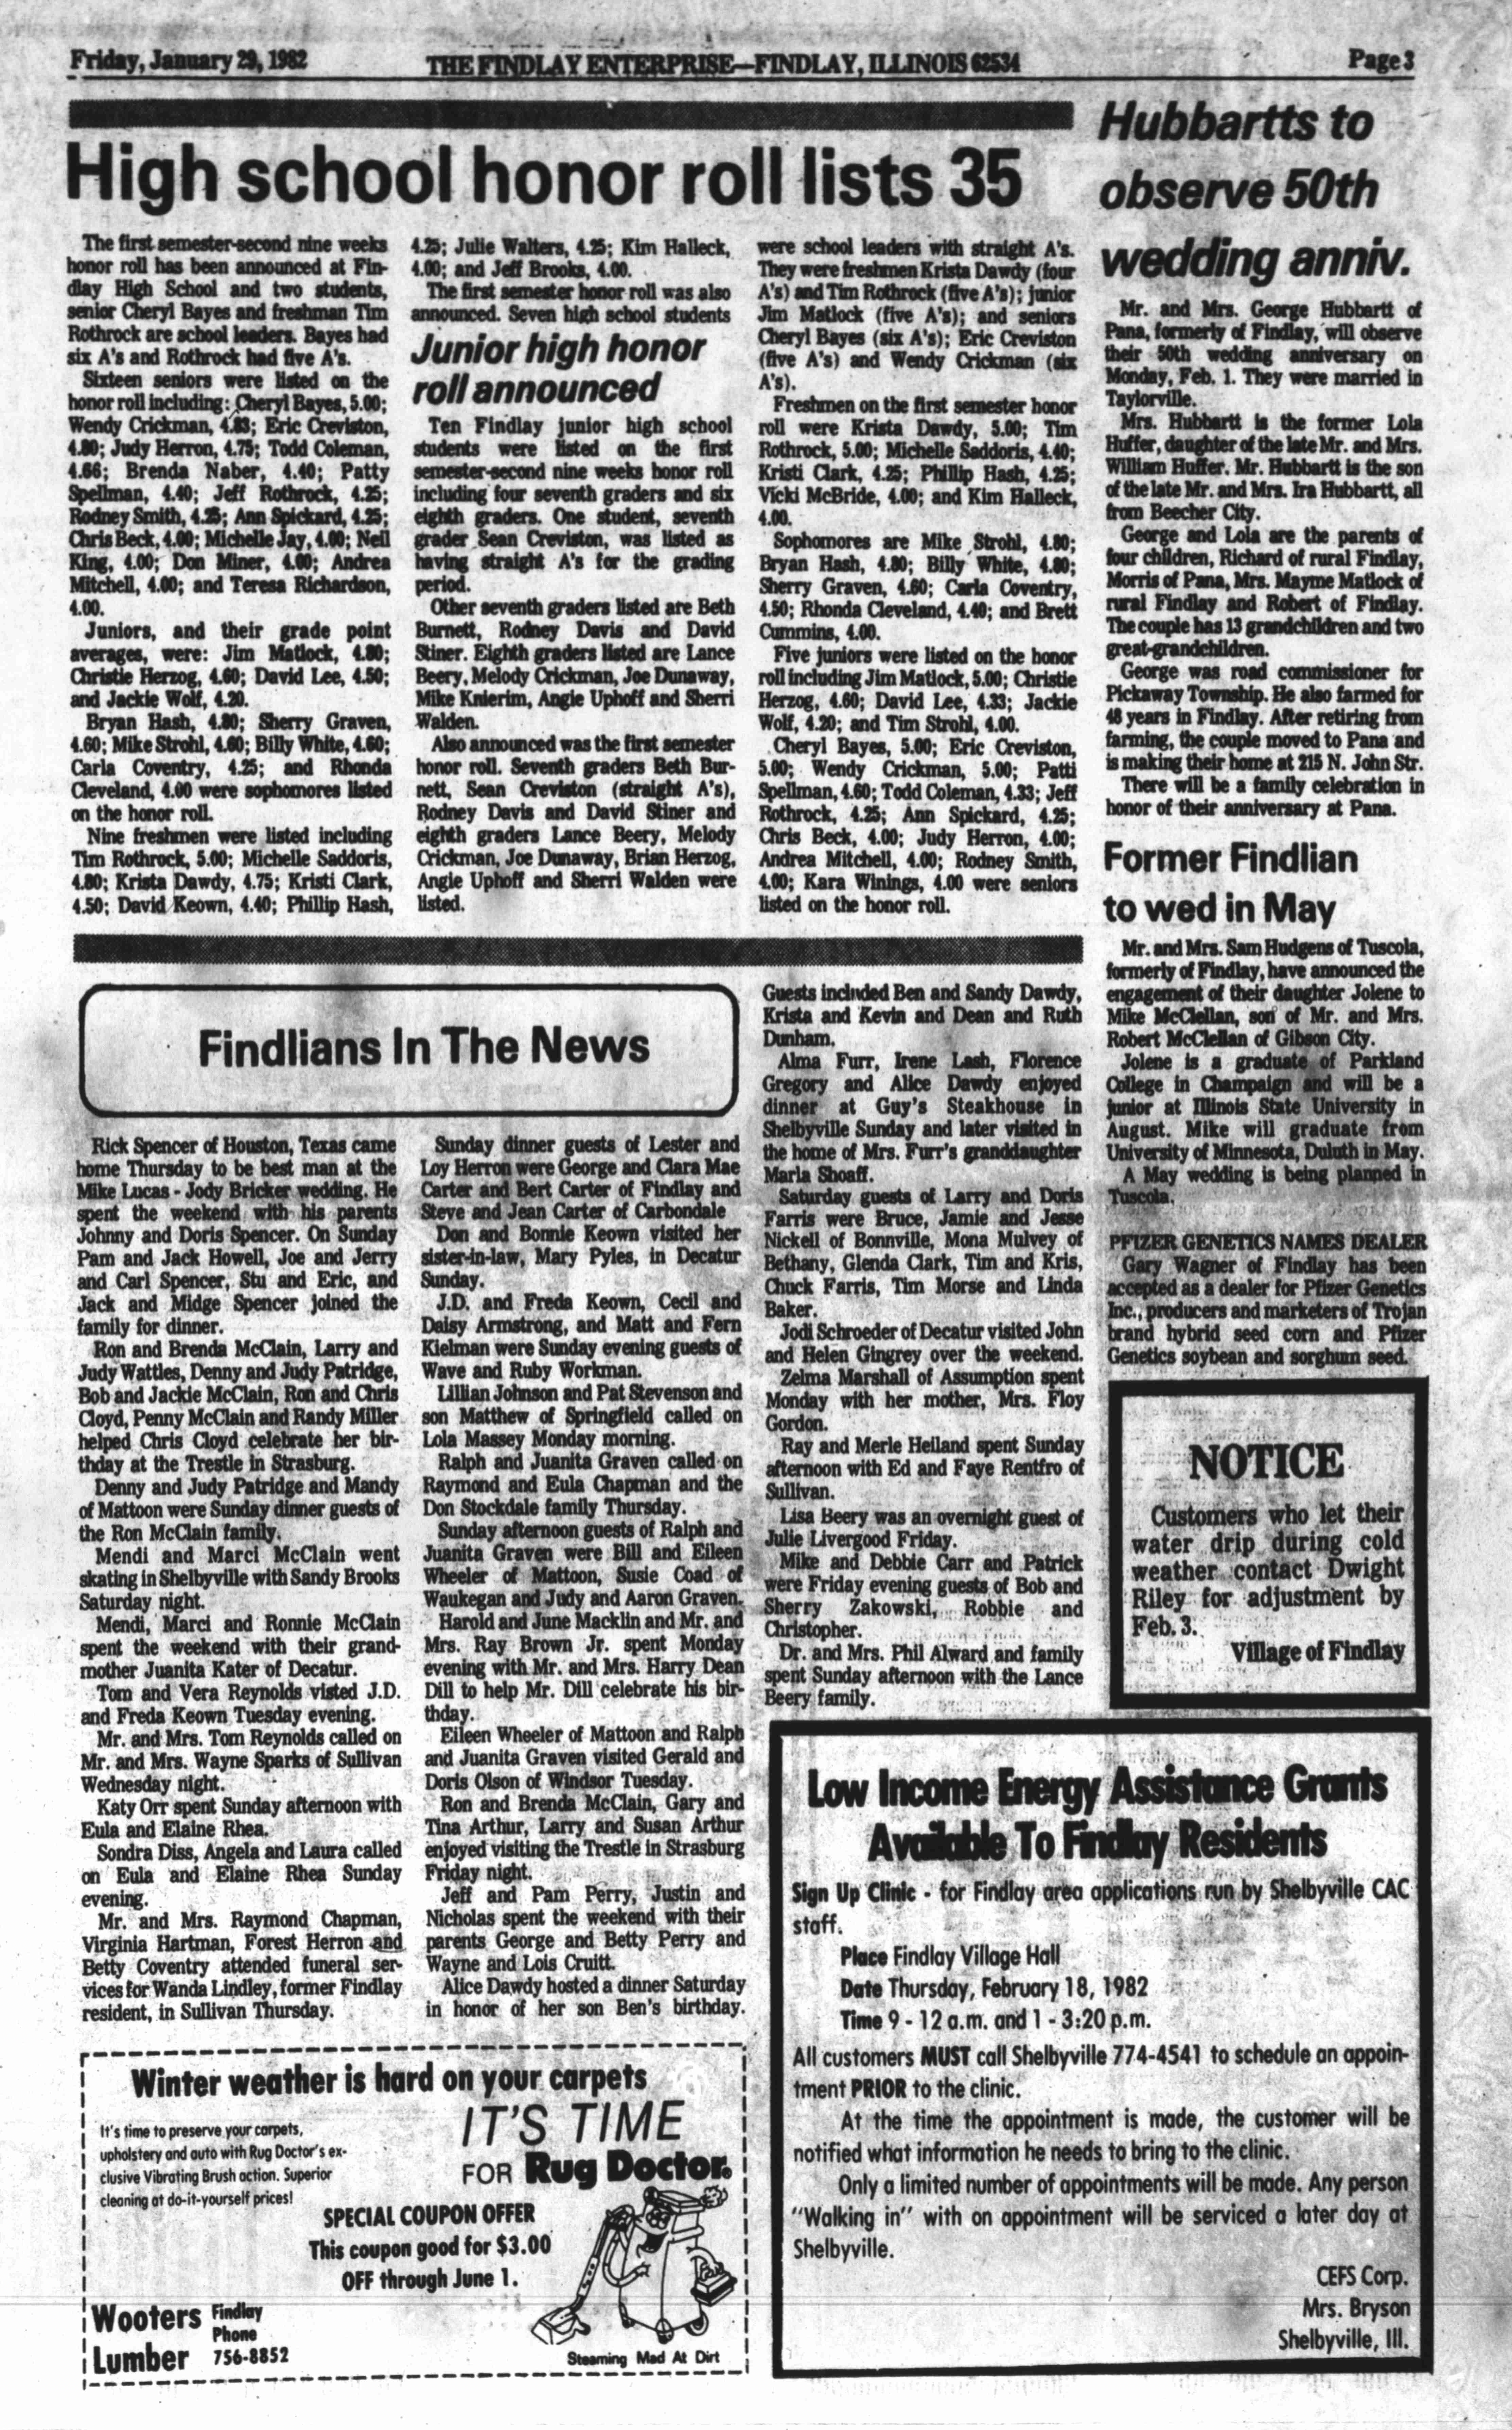 Friday, January 29, 1982
THE FINDLAY ENTERPRISE—FINDLAY, ILLINOIS 62534
Page 3
High school honor roll lists 35
The first semester-second nine weeks
honor roll has been announced at Fin-
dlay High School and two students,
senior Cheryl Bayes and freshman Tim
Rothrock are school leaders. Bayes had
six A's and Rothrock had five A's.
Sixteen seniors were listed on the
honor roll including: Cheryl Bayes, 5.00;
Wendy Crickman, 4.83; Eric Creviston,
4.80; Judy Herron, 4.75; Todd Coleman,
4.66; Brenda Naber, 4.40; Patty
Spellman, 4.40; Jeff Rothrock, 4.25;
Rodney Smith, 4.25; Ann Spickard, 4.25;
Chris Beck, 4.00; Michelle Jay, 4.00; Neil
King, 4.00; Don Miner, 4.00; Andrea
Mitchell, 4.00; and Teresa Richardson,
4.00.
Juniors, and their grade point
averages, were: Jim Matlock, 4.80;
Christie Herzog, 4.60; David Lee, 4.50;
and Jackie Wolf, 4.20.
Bryan Hash, 4.80; Sherry Graven,
4.60; Mike Strohl, 4.60; Billy White, 4.60;
Carla Coventry, 4.25; and Rhonda
Cleveland, 4.00 were sophomores listed
on the honor roll.
Nine freshmen were listed including
Tim Rothrock, 5.00; Michelle Saddoris,
4.80; Krista Dawdy, 4.75; Kristi Clark,
4.50; David Keown, 4.40; Phillip Hash,
4.25; Julie Walters, 4.25; Kim Halleck,
4.00; and Jeff Brooks, 4.00.
The first semester honor roll was also
announced. Seven high school students
were school leaders with straight A's.
They were freshmen Krista Dawdy (four
A's) and Tim Rothrock (five A's); junior
Jim Matlock (five A's); and seniors
Cheryl Bayes (six A's); Eric Creviston
(five A's) and Wendy Crickman (six
A's).
Freshmen on the first semester honor
roll were Krista Dawdy, 5.00; Tim
Rothrock, 5.00; Michelle Saddoris, 4.40;
Kristi Clark, 4.25; Phillip Hash, 4.25;
Vicki McBride, 4.00; and Kim Halleck,
4.00.
Sophomores are Mike Strohl, 4.80;
Bryan Hash, 4.80; Billy White, 4.80;
Sherry Graven, 4.60; Carla Coventry,
4.50; Rhonda Cleveland, 4.40; and Brett
Cummins, 4.00.
Five juniors were listed on the honor
roll including Jim Matlock, 5.00; Christie
Herzog, 4.60; David Lee, 4.33; Jackie
Wolf, 4.20; and Tim Strohl, 4.00.
Cheryl Bayes, 5.00; Eric Creviston,
5.00; Wendy Crickman, 5.00; Patti
Spellman, 4.60; Todd Coleman, 4.33; Jeff
Rothrock, 4.25; Ann Spickard, 4.25;
Chris Beck, 4.00; Judy Herron, 4.00;
Andrea Mitchell, 4.00; Rodney Smith,
4.00; Kara Winings, 4.00 were seniors
listed on the honor roll.
Junior high honor
roll announced
Ten Findlay junior high school
students were listed on the first
semester-second nine weeks honor roll
including four seventh graders and six
eighth graders. One student, seventh
grader Sean Creviston, was listed as
having straight A's for the grading
period.
Other seventh graders listed are Beth
Burnett, Rodney Davis and David
Stiner. Eighth graders listed are Lance
Beery, Melody Crickman, Joe Dunaway,
Mike Knierim, Angie Uphoff and Sherri
Walden.
Also announced was the first semester
honor roll. Seventh graders Beth Bur-
nett, Sean Creviston (straight A's),
Rodney Davis and David Stiner and
eighth graders Lance Beery, Melody
Crickman, Joe Dunaway, Brian Herzog,
Angie Uphoff and Sherri Walden were
listed.
Hubbartts to
observe 50th
wedding anniv.
Mr. and Mrs. George Hubbartt of
Pana, formerly of Findlay, will observe
their 50th wedding anniversary on
Monday, Feb. 1. They were married in
Taylorville.
Mrs. Hubbartt is the former Lola
Huffer, daughter of the late Mr. and Mrs.
William Huffer. Mr. Hubbartt is the son
of the late Mr. and Mrs. Ira Hubbartt, all
from Beecher City.
George and Lola are the parents of
four children, Richard of rural Findlay,
Morris of Pana, Mrs. Mayme Matlock of
rural Findlay and Robert of Findlay.
The couple has 13 grandchildren and two
great-grandchildren.
George was road commissioner for
Pickaway Township. He also farmed for
48 years in Findlay. After retiring from
farming, the couple moved to Pana and
is making their home at 215 N. John Str.
There will be a family celebration in
honor of their anniversary at Pana.
Former Findlian
to wed in May
Mr. and Mrs. Sam Hudgens of Tuscola,
formerly of Findlay, have announced the
engagement of their daughter Jolene to
Mike McClellan, son of Mr. and Mrs.
Robert McClellan of Gibson City.
Jolene is a graduate of Parkland
College in Champaign and will be a
junior at Illinois State University in
August. Mike will graduate from
University of Minnesota, Duluth in May.
A May wedding is being planned in
Tuscola.
PFIZER GENETICS NAMES DEALER
Gary Wagner of Findlay has been
accepted as a dealer for Pfizer Genetics
Inc., producers and marketers of Trojan
brand hybrid seed corn and Pfizer
Genetics soybean and sorghum seed.
NOTICE
Customers who let their
water drip during cold
weather contact Dwight
Riley for adjustment by
Feb. 3.
Village of Findlay
Findlians In The News
Rick Spencer of Houston, Texas came
home Thursday to be best man at the
Mike Lucas - Jody Bricker wedding. He
spent the weekend with his parents
Johnny and Doris Spencer. On Sunday
Pam and Jack Howell, Joe and Jerry
and Carl Spencer, Stu and Eric, and
Jack and Midge Spencer joined the
family for dinner.
Ron and Brenda McClain, Larry and
Judy Wattles, Denny and Judy Patridge,
Bob and Jackie McClain, Ron and Chris
Cloyd, Penny McClain and Randy Miller
helped Chris Cloyd celebrate her bir-
thday at the Trestle in Strasburg.
Denny and Judy Patridge and Mandy
of Mattoon were Sunday dinner guests of
the Ron McClain family.
Mendi and Marci McClain went
skating in Shelbyville with Sandy Brooks
Saturday night.
Mendi, Marci and Ronnie McClain
spent the weekend with their grand-
mother Juanita Kater of Decatur.
Tom and Vera Reynolds visted J.D.
and Freda Keown Tuesday evening.
Mr. and Mrs. Tom Reynolds called on
Mr. and Mrs. Wayne Sparks of Sullivan
Wednesday night.
Katy Orr spent Sunday afternoon with
Eula and Elaine Rhea.
Sondra Diss, Angela and Laura called
on Eula and Elaine Rhea Sunday
evening.
Mr. and Mrs. Raymond Chapman,
Virginia Hartman, Forest Herron and
Betty Coventry attended funeral ser-
vices for Wanda Lindley, former Findlay
resident, in Sullivan Thursday.
Sunday dinner guests of Lester and
Loy Herron were George and Clara Mae
Carter and Bert Carter of Findlay and
Steve and Jean Carter of Carbondale
Don and Bonnie Keown visited her
sister-in-law, Mary Pyles, in Decatur
Sunday.
J.D. and Freda Keown, Cecil and
Daisy Armstrong, and Matt and Fern
Kielman were Sunday evening guests of
Wave and Ruby Workman.
Lillian Johnson and Pat Stevenson and
son Matthew of Springfield called on
Lola Massey Monday morning.
Ralph and Juanita Graven called on
Raymond and Eula Chapman and the
Don Stockdale family Thursday.
Sunday afternoon guests of Ralph and
Juanita Graven were Bill and Eileen
Wheeler of Mattoon, Susie Coad of
Waukegan and Judy and Aaron Graven.
Harold and June Macklin and Mr. and
Mrs. Ray Brown Jr. spent Monday
evening with Mr. and Mrs. Harry Dean
Dill to help Mr. Dill celebrate his bir-
thday.
Eileen Wheeler of Mattoon and Ralph
and Juanita Graven visited Gerald and
Doris Olson of Windsor Tuesday.
Ron and Brenda McClain, Gary and
Tina Arthur, Larry and Susan Arthur
enjoyed visiting the Trestle in Strasburg
Friday night.
Jeff and Pam Perry, Justin and
Nicholas spent the weekend with their
parents George and Betty Perry and
Wayne and Lois Cruitt.
Alice Dawdy hosted a dinner Saturday
in honor of her son Ben's birthday.
Guests included Ben and Sandy Dawdy,
Krista and Kevin and Dean and Ruth
Dunham.
Alma Furr, Irene Lash, Florence
Gregory and Alice Dawdy enjoyed
dinner at Guy's Steakhouse in
Shelbyville Sunday and later visited in
the home of Mrs. Furr's granddaughter
Marla Shoaff.
Saturday guests of Larry and Doris
Farris were Bruce, Jamie and Jesse
Nickell of Bonnville, Mona Mulvey of
Bethany, Glenda Clark, Tim and Kris,
Chuck Farris, Tim Morse and Linda
Baker.
Jodi Schroeder of Decatur visited John
and Helen Gingrey over the weekend.
Zelma Marshall of Assumption spent
Monday with her mother, Mrs. Floy
Gordon.
Ray and Merle Heiland spent Sunday
afternoon with Ed and Faye Rentfro of
Sullivan.
Lisa Beery was an overnight guest of
Julie Livergood Friday.
Mike and Debbie Carr and Patrick
were Friday evening guests of Bob and
Sherry Zakowski, Robbie and
Christopher.
Dr. and Mrs. Phil Alward and family
spent Sunday afternoon with the Lance
Beery family.
Winter weather is hard on your carpets
It's time to preserve your carpets,
upholstery and auto with Rug Doctor's ex-
clusive Vibrating Brush action. Superior
cleaning at do-it-yourself prices!
IT'S TIME
FOR Rug Doctor.
SPECIAL COUPON OFFER
This coupon good for $3.00
OFF through June 1.
Wooters
Lumber
Findlay
Phone
756-8852
Steaming Mad At Dirt
Low Income Energy Assistance Grants
Available To Findlay Residents
Sign Up Clinic - for Findlay area applications run by Shelbyville CAC
staff.
Place Findlay Village Hall
Date Thursday, February 18, 1982
Time 9 - 12 a.m. and 1 - 3:20 p.m.
All customers MUST call Shelbyville 774-4541 to schedule an appoin-
tment PRIOR to the clinic.
At the time the appointment is made, the customer will be
notified what information he needs to bring to the clinic.
Only a limited number of appointments will be made. Any person
"Walking in" with on appointment will be serviced a later day at
Shelbyville.
CEFS Corp.
Mrs. Bryson
Shelbyville, Ill.